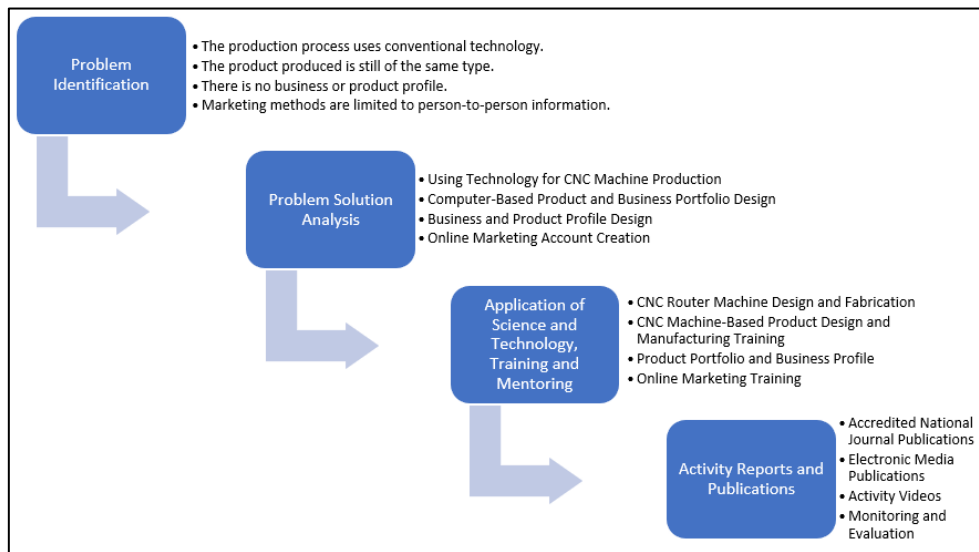 Problem
Identification
• The production process uses conventional technology.
• The product produced is still of the same type.
• There is no business or product profile.
• Marketing methods are limited to person-to-person information.
Problem Solution
Analysis
• Using Technology for CNC Machine Production
• Computer-Based Product and Business Portfolio Design
• Business and Product Profile Design
• Online Marketing Account Creation
Application of
Science and
Technology,
Training and
Mentoring
• CNC Router Machine Design and Fabrication
• CNC Machine-Based Product Design and
Manufacturing Training
• Product Portfolio and Business Profile
• Online Marketing Training
Activity Reports and
Publications
• Accredited National
Journal Publications
• Electronic Media
Publications
• Activity Videos
• Monitoring and
Evaluation